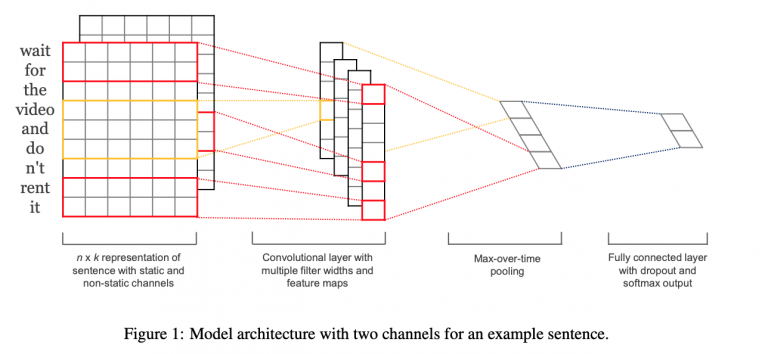 wait
for
the
video
and
do
n't
rent
it
n x k representation of
sentence with static and
non-static channels
Convolutional layer with
multiple filter widths and
feature maps
Max-over-time
pooling
Fully connected layer
with dropout and
softmax output
Figure 1: Model architecture with two channels for an example sentence.